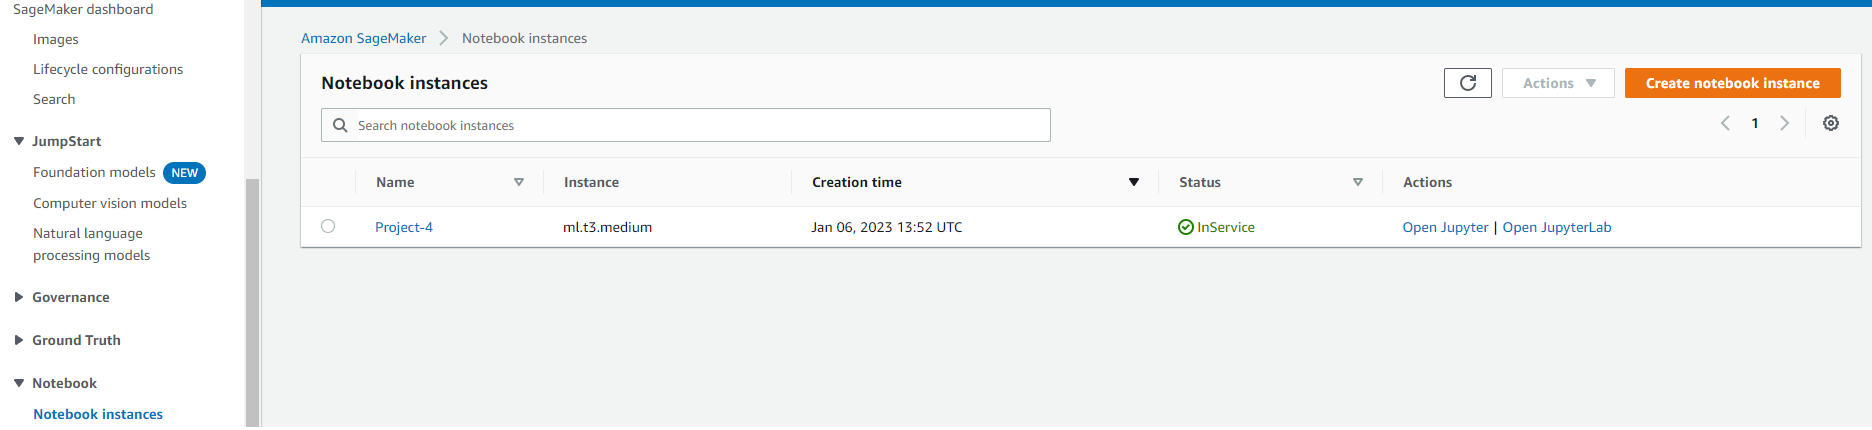 SageMaker dashboard
Images
Lifecycle configurations
Search
JumpStart
Foundation models NEW
Computer vision models
Natural language
processing models
Governance
Ground Truth
Notebook
Notebook instances
Amazon SageMaker Notebook instances
Notebook instances
Actions Create notebook instance
Search notebook instances
1
Name Instance Creation time Status Actions
Project-4 ml.t3.medium Jan 06, 2023 13:52 UTC InService Open Jupyter | Open JupyterLab